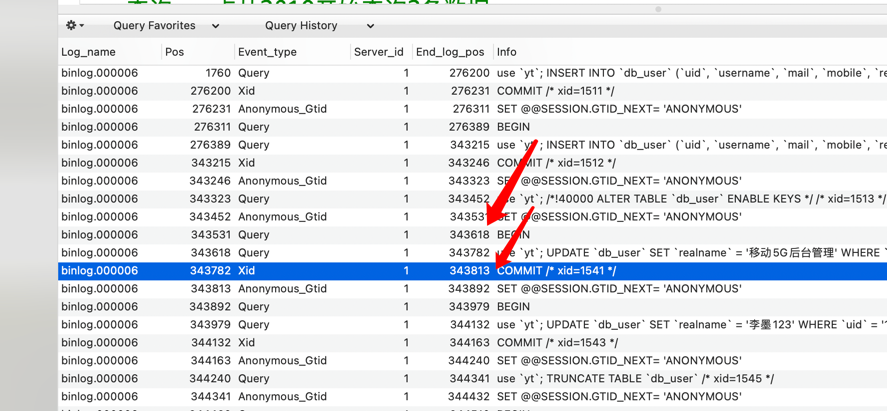 Query Favorites Query History
Log_name Pos Event_type Server_id End_log_pos Info
binlog.000006 1760 Query 1 276200 use `yt`; INSERT INTO `db_user` (`uid`, `username`, `mail`, `mobile`, `re
binlog.000006 276200 Xid 1 276231 COMMIT /* xid=1511 */
binlog.000006 276231 Anonymous_Gtid 1 276311 SET @@SESSION.GTID_NEXT= 'ANONYMOUS'
binlog.000006 276311 Query 1 276389 BEGIN
binlog.000006 276389 Query 1 343215 use `yt`; INSERT INTO `db_user` (`uid`, `username`, `mail`, `mobile`, `re
binlog.000006 343215 Xid 1 343246 COMMIT /* xid=1512 */
binlog.000006 343246 Anonymous_Gtid 1 343323 SET @@SESSION.GTID_NEXT= 'ANONYMOUS'
binlog.000006 343323 Query 1 343452 use `yt`; /*!40000 ALTER TABLE `db_user` ENABLE KEYS */ /* xid=1513 *
binlog.000006 343452 Anonymous_Gtid 1 343531 SET @@SESSION.GTID_NEXT= 'ANONYMOUS'
binlog.000006 343531 Query 1 343618 BEGIN
binlog.000006 343618 Query 1 343782 use `yt`; UPDATE `db_user` SET `realname` = '移动5G后台管理' WHERE `
binlog.000006 343782 Xid 1 343813 COMMIT /* xid=1541 */
binlog.000006 343813 Anonymous_Gtid 1 343892 SET @@SESSION.GTID_NEXT= 'ANONYMOUS'
binlog.000006 343892 Query 1 343979 BEGIN
binlog.000006 343979 Query 1 344132 use `yt`; UPDATE `db_user` SET `realname` = '李墨123' WHERE `uid` = '1
binlog.000006 344132 Xid 1 344163 COMMIT /* xid=1543 */
binlog.000006 344163 Anonymous_Gtid 1 344240 SET @@SESSION.GTID_NEXT= 'ANONYMOUS'
binlog.000006 344240 Query 1 344341 use `yt`; TRUNCATE TABLE `db_user` /* xid=1545 */
binlog.000006 344341 Anonymous_Gtid 1 344432 SET @@SESSION.GTID_NEXT= 'ANONYMOUS'